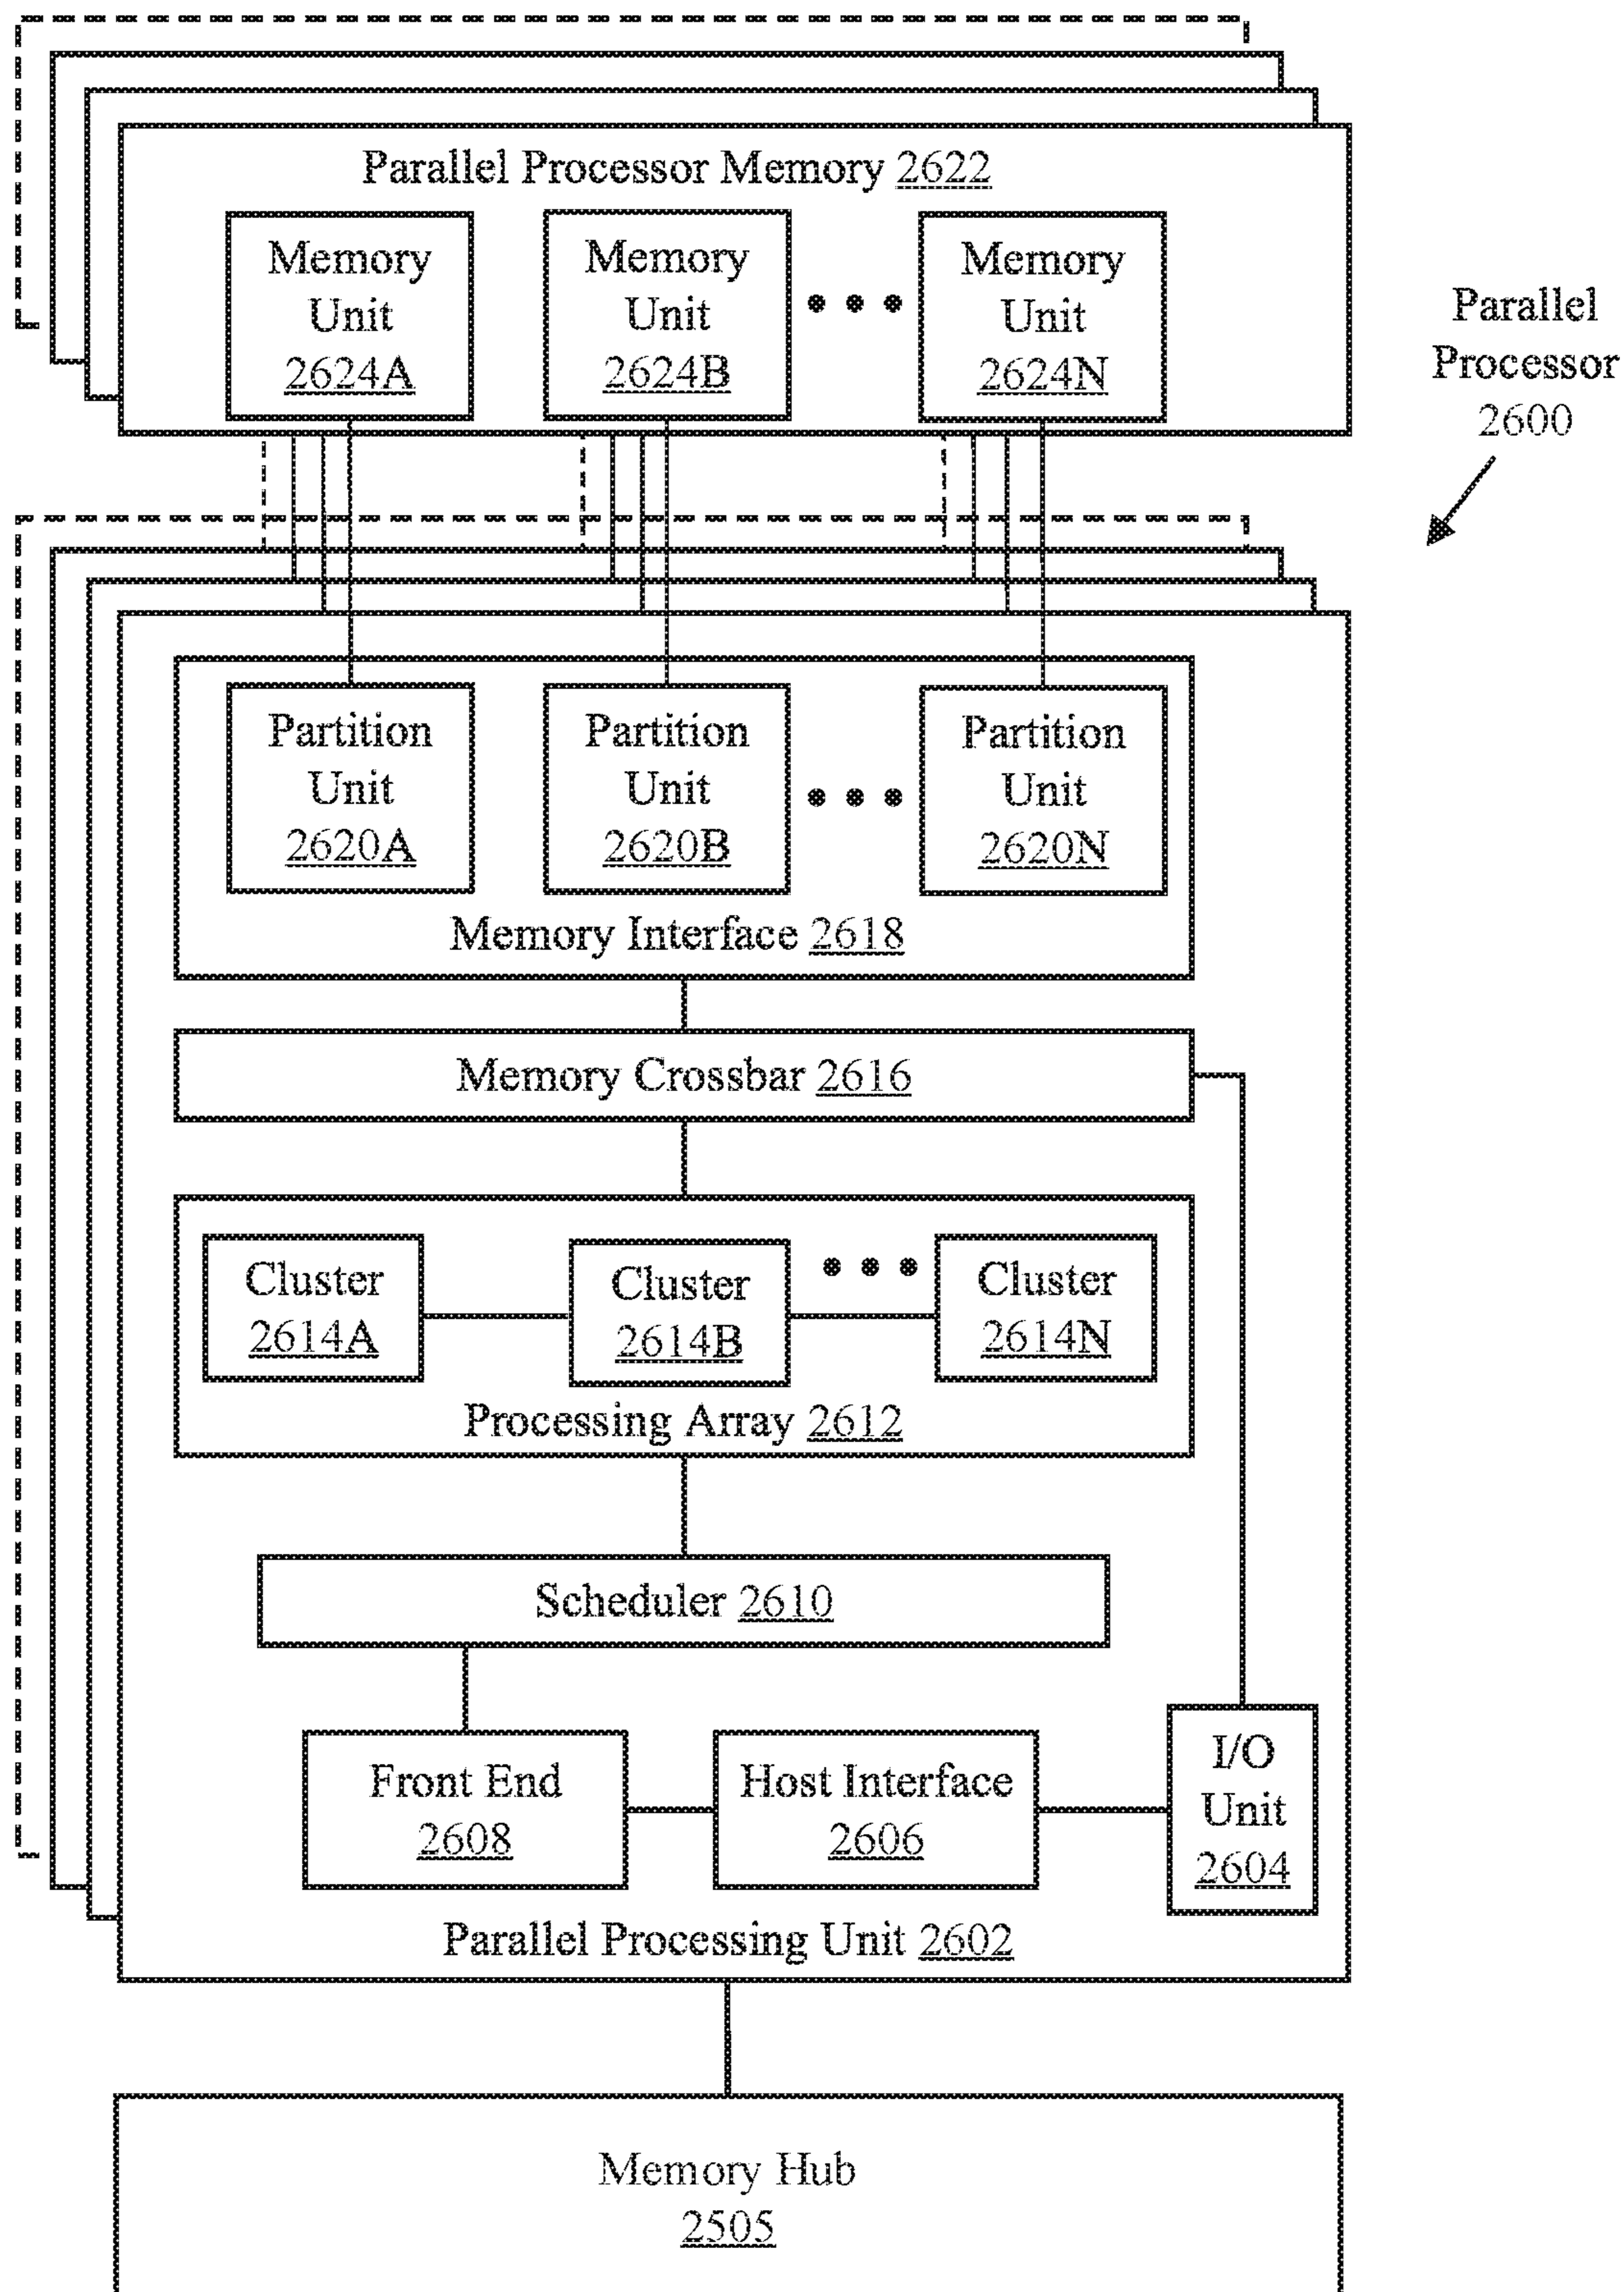 Parallel Processor Memory 2622
Memory
Unit
2624A
Memory
Unit
2624B
Memory
Unit
2624N
Parallel
Processor
2600
Partition
Unit
2620A
Partition
Unit
2620B
Partition
Unit
2620N
Memory Interface 2618
Memory Crossbar 2616
Cluster
2614A
Cluster
2614B
Cluster
2614N
Processing Array 2612
Scheduler 2610
Front End
2608
Host Interface
2606
I/O
Unit
2604
Parallel Processing Unit 2602
Memory Hub
2505